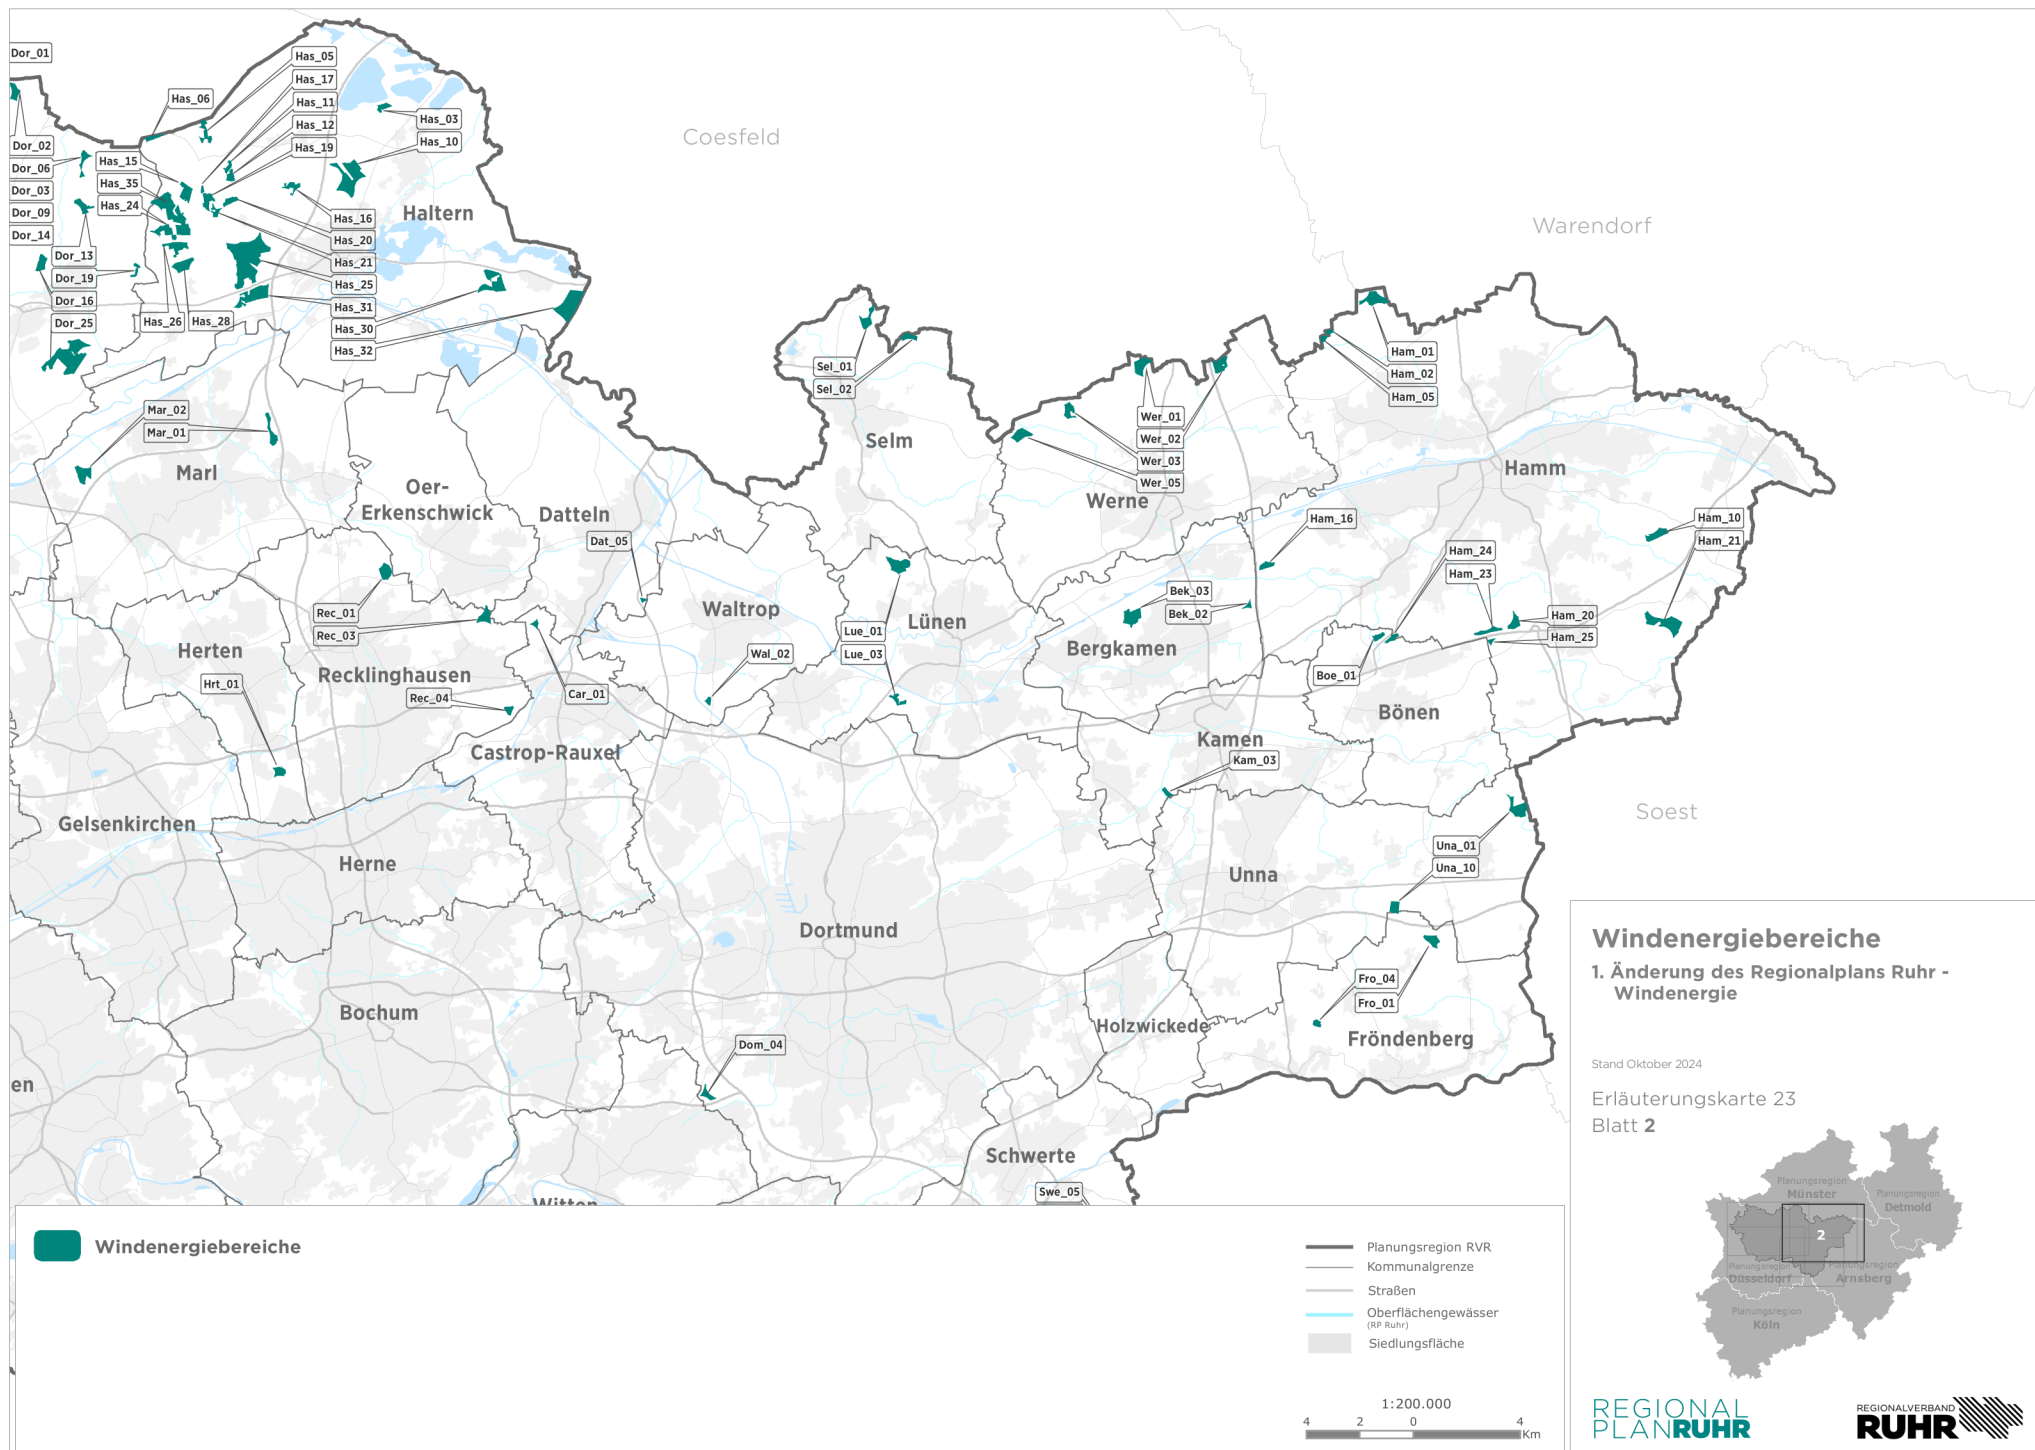 Dor_01
Has_05
Has_17
Has_06
Has_11
Has_03
Has_12
Has_10
Coesfeld
Dor_02
Has_19
Has_15
Dor_06
Has_35
Dor_03
Has_24
Dor_09
Has_16
Haltern
Warendorf
Dor_14
Has_20
Dor_13
Has_21
Dor_19
Has_25
Dor_16
Has_31
Dor_25
Has_26
Has_28
Has_30
Has_32
Ham_01
Sel_01
Ham_02
Sel_02
Ham_05
Mar_02
Wer_01
Mar_01
Wer_02
Selm
Wer_03
Marl
Hamm
Wer_05
Oer-
Erkenschwick
Werne
Datteln
Ham_16
Ham_10
Dat_05
Ham_21
Ham_24
Ham_23
Bek_03
Rec_01
Waltrop
Bek_02
Ham_20
Lünen
Rec_03
Lue_01
Ham_25
Herten
Bergkamen
Wal_02
Lue_03
Recklinghausen
Boe_01
Hrt_01
Rec_04
Car_01
Bönen
Kamen
Castrop-Rauxel
Kam_03
Soest
Gelsenkirchen
Una_01
Herne
Una_10
Unna
Dortmund
Fro_04
Fro_01
Bochum
Holzwickede
Fröndenberg
Dom_04
en
Schwerte
Swe_05
Witten
Windenergiebereiche
1. Änderung des Regionalplans Ruhr -
Windenergie
Stand Oktober 2024
Erläuterungskarte 23
Blatt 2
Planungsregion
Münster
Planungsregion
Detmold
2
Planungsregion
Düsseldorf
Planungsregion
Arnsberg
Planungsregion
Köln
Windenergiebereiche
Planungsregion RVR
Kommunalgrenze
Straßen
Oberflächengewässer
(RP Ruhr)
Siedlungsfläche
1:200.000
4 2 0 4
Km
REGIONAL
PLANRUHR
REGIONALVERBAND
RUHR